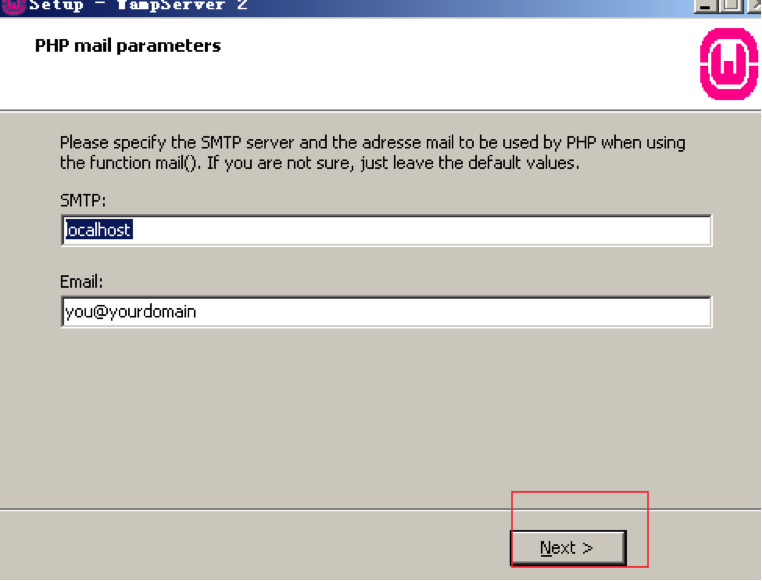 Setup - WampServer 2
PHP mail parameters
Please specify the SMTP server and the adresse mail to be used by PHP when using
the function mail(). If you are not sure, just leave the default values.
SMTP:
localhost
Email:
you@yourdomain
Next >